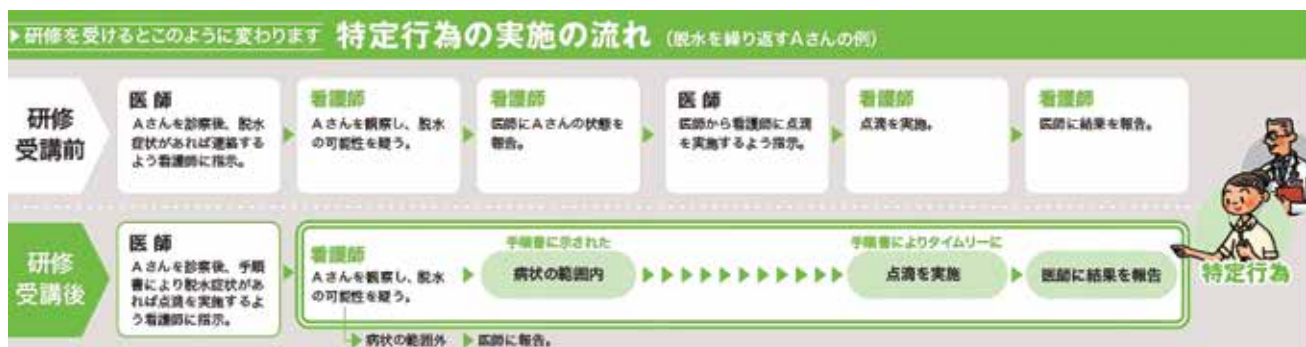 ▶研修を受けるとこのように変わります 特定行為の実施の流れ（脱水を繰り返すAさんの例）
研修
受講前
医師
Aさんを診察後、脱水
症状があれば連絡する
よう看護師に指示。
看護師
Aさんを観察し、脱水
の可能性を疑う。
看護師
医師にAさんの状態を
報告。
医師
医師から看護師に点滴
を実施するよう指示。
看護師
点滴を実施。
看護師
医師に結果を報告。
研修
受講後
医師
Aさんを診察後、手順
書により脱水症状があ
れば点滴を実施するよ
う看護師に指示。
看護師
Aさんを観察し、脱水
の可能性を疑う。
手順書に示された
病状の範囲内
手順書によりタイムリーに
点滴を実施
医師に結果を報告
病状の範囲外
医師に報告。
特定行為